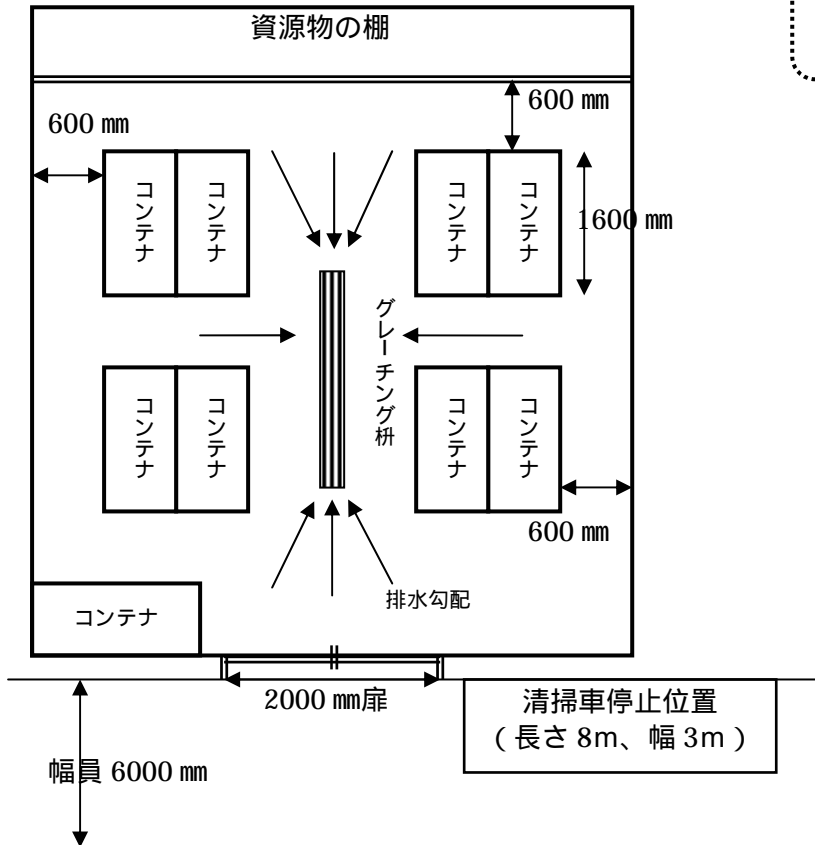 資源物の棚
600 ㎜
600 ㎜
コンテナ
コンテナ
コンテナ
コンテナ
1600 ㎜
グレーチング枡
コンテナ
コンテナ
コンテナ
コンテナ
600 ㎜
排水勾配
コンテナ
2000 ㎜扉
清掃車停止位置
(長さ 8m、幅 3m)
幅員 6000 ㎜